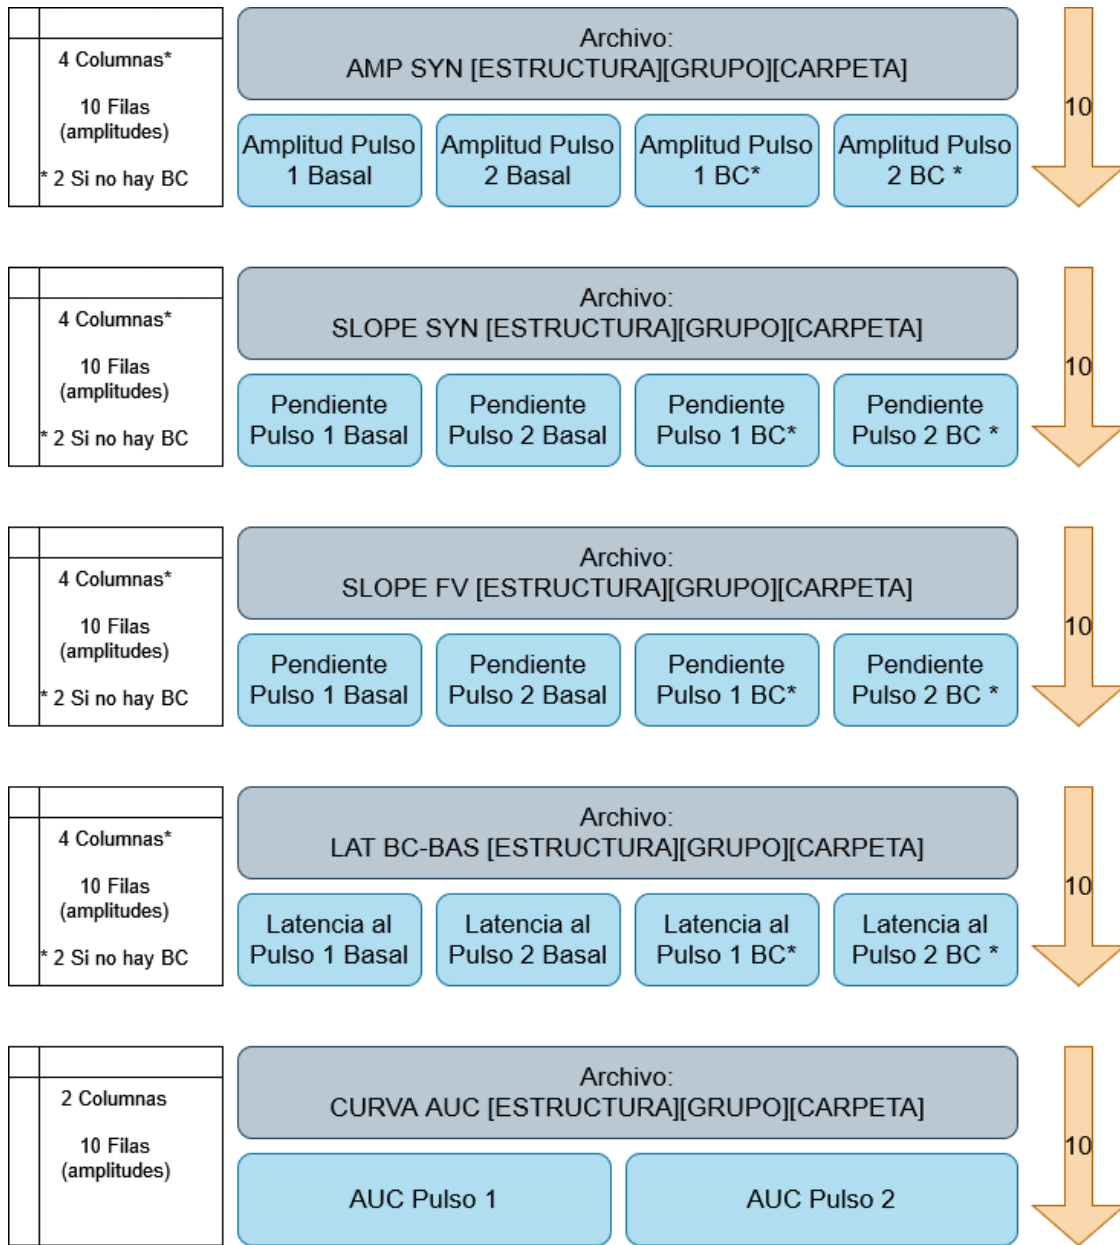 4 Columnas*
10 Filas
(amplitudes)
* 2 Si no hay BC
Archivo:
AMP SYN [ESTRUCTURA][GRUPO][CARPETA]
Amplitud Pulso
1 Basal
Amplitud Pulso
2 Basal
Amplitud Pulso
1 BC*
Amplitud Pulso
2 BC *
10
4 Columnas*
10 Filas
(amplitudes)
* 2 Si no hay BC
Archivo:
SLOPE SYN [ESTRUCTURA][GRUPO][CARPETA]
Pendiente
Pulso 1 Basal
Pendiente
Pulso 2 Basal
Pendiente
Pulso 1 BC*
Pendiente
Pulso 2 BC *
10
4 Columnas*
10 Filas
(amplitudes)
* 2 Si no hay BC
Archivo:
SLOPE FV [ESTRUCTURA][GRUPO][CARPETA]
Pendiente
Pulso 1 Basal
Pendiente
Pulso 2 Basal
Pendiente
Pulso 1 BC*
Pendiente
Pulso 2 BC *
10
4 Columnas*
10 Filas
(amplitudes)
* 2 Si no hay BC
Archivo:
LAT BC-BAS [ESTRUCTURA][GRUPO][CARPETA]
Latencia al
Pulso 1 Basal
Latencia al
Pulso 2 Basal
Latencia al
Pulso 1 BC*
Latencia al
Pulso 2 BC *
10
2 Columnas
10 Filas
(amplitudes)
Archivo:
CURVA AUC [ESTRUCTURA][GRUPO][CARPETA]
AUC Pulso 1
AUC Pulso 2
10